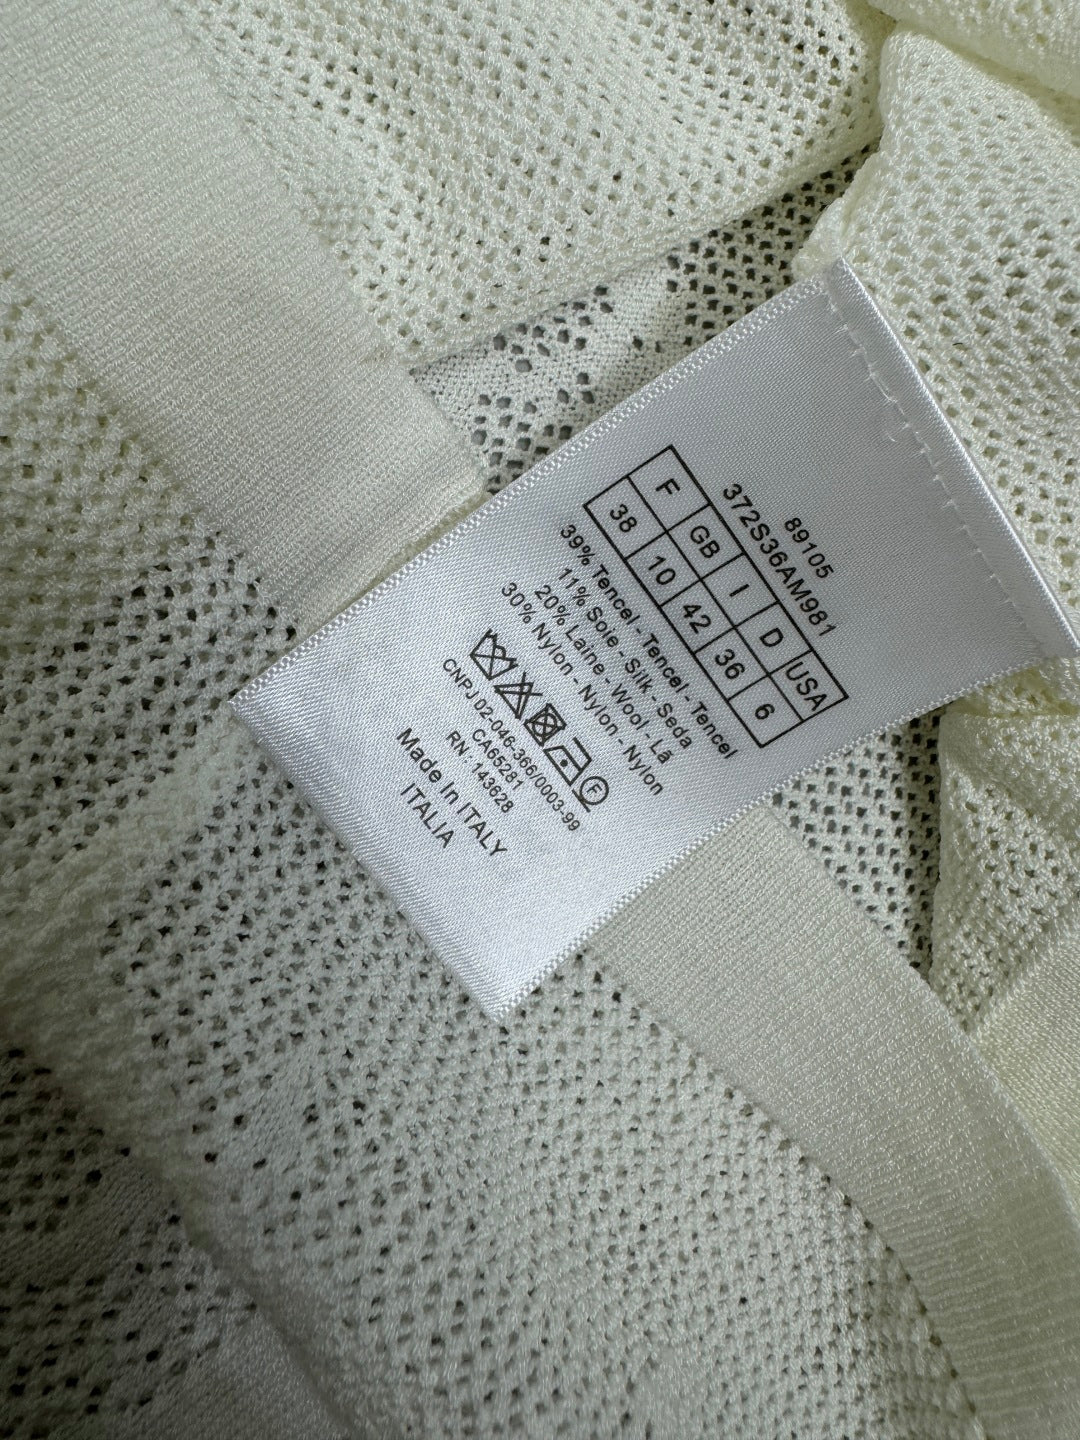 89105
372S36AM981
F GB I D USA
38 10 42 36 6
39% Tencel - Tencel - Tencel
11% Soie - Silk - Seda
20% Laine - Wool - Lã
30% Nylon - Nylon - Nylon
F
CNPJ 02-046-366/0003-99
CA65281
RN: 143628
Made In ITALY
ITALIA